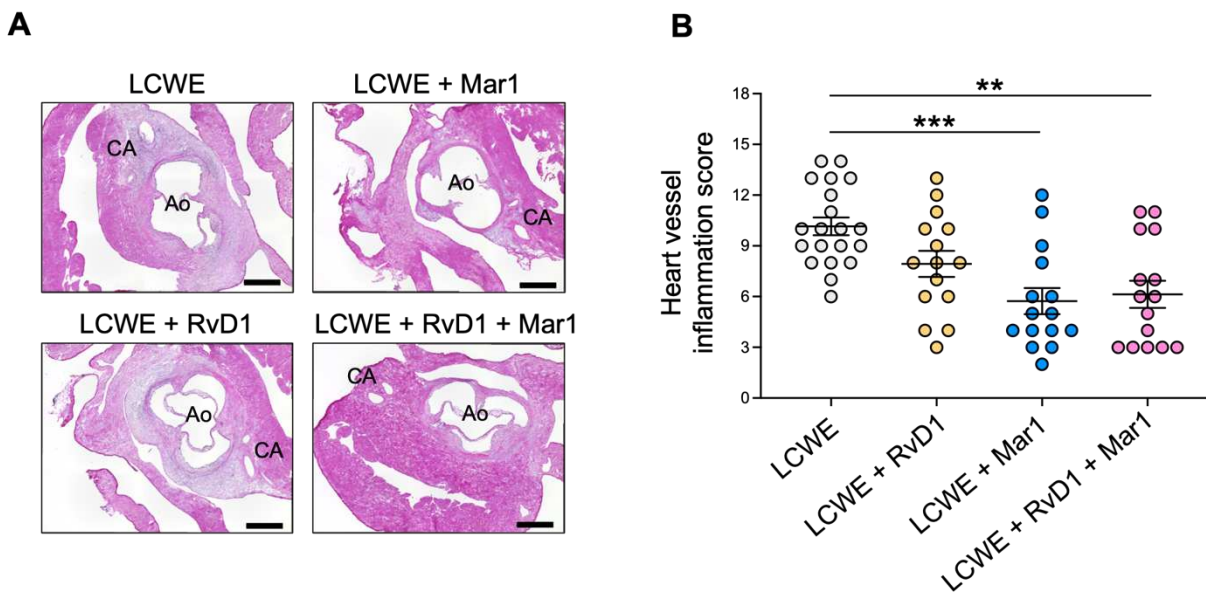 A
LCWE
CA
Ao
LCWE + Mar1
Ao
CA
LCWE + RvD1
Ao
CA
LCWE + RvD1 + Mar1
CA
Ao
B
Heart vessel
inflammation score
18
15
12
9
6
3
0
**
***
LCWE
LCWE + RvD1
LCWE + Mar1
LCWE + RvD1 + Mar1